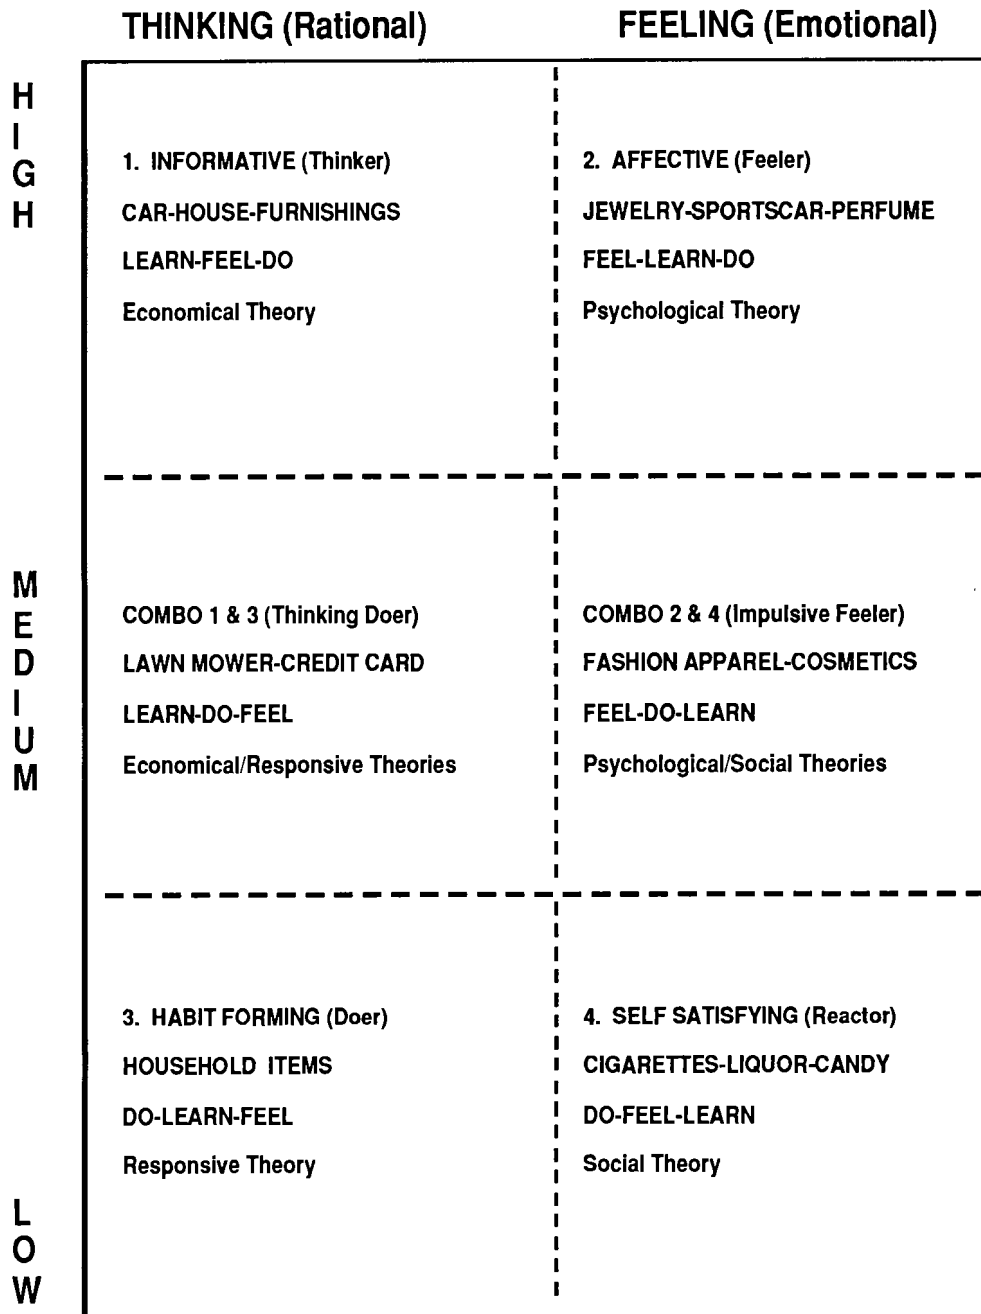 THINKING (Rational)
FEELING (Emotional)
HIGH
1. INFORMATIVE (Thinker)
CAR-HOUSE-FURNISHINGS
LEARN-FEEL-DO
Economical Theory
2. AFFECTIVE (Feeler)
JEWELRY-SPORTSCAR-PERFUME
FEEL-LEARN-DO
Psychological Theory
MEDIUM
COMBO 1 & 3 (Thinking Doer)
LAWN MOWER-CREDIT CARD
LEARN-DO-FEEL
Economical/Responsive Theories
COMBO 2 & 4 (Impulsive Feeler)
FASHION APPAREL-COSMETICS
FEEL-DO-LEARN
Psychological/Social Theories
LOW
3. HABIT FORMING (Doer)
HOUSEHOLD ITEMS
DO-LEARN-FEEL
Responsive Theory
4. SELF SATISFYING (Reactor)
CIGARETTES-LIQUOR-CANDY
DO-FEEL-LEARN
Social Theory